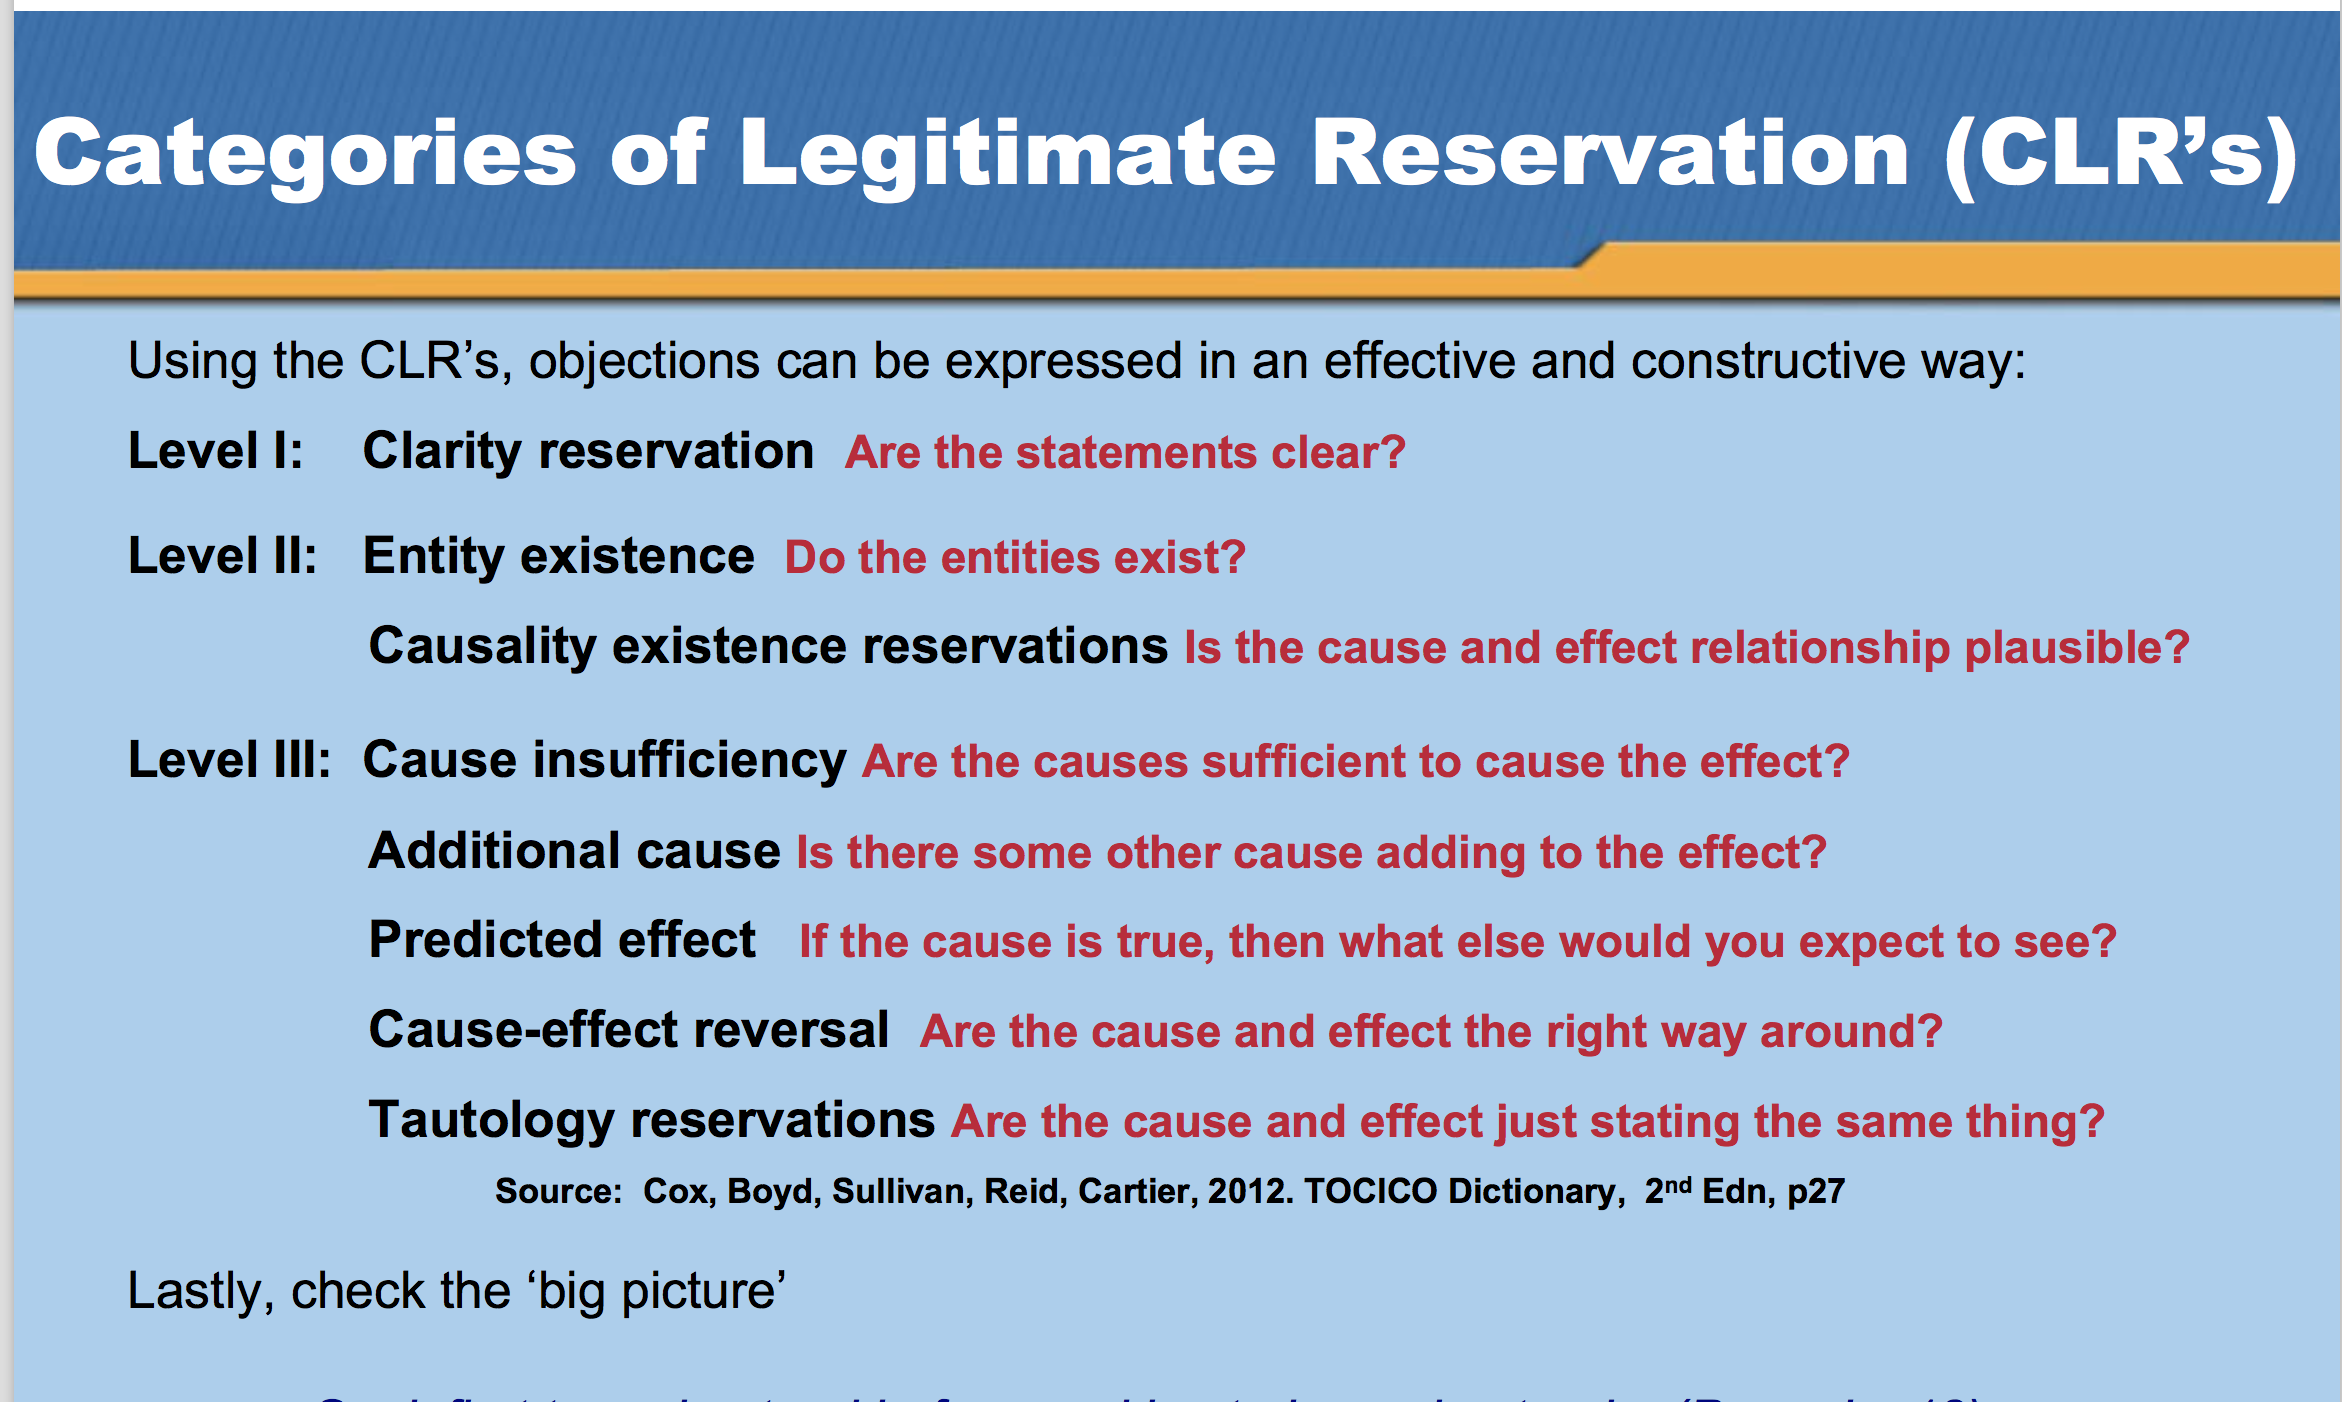 Categories of Legitimate Reservation (CLR’s)
Using the CLR’s, objections can be expressed in an effective and constructive way:
Level I: Clarity reservation Are the statements clear?
Level II: Entity existence Do the entities exist?
Causality existence reservations Is the cause and effect relationship plausible?
Level III: Cause insufficiency Are the causes sufficient to cause the effect?
Additional cause Is there some other cause adding to the effect?
Predicted effect If the cause is true, then what else would you expect to see?
Cause-effect reversal Are the cause and effect the right way around?
Tautology reservations Are the cause and effect just stating the same thing?
Source: Cox, Boyd, Sullivan, Reid, Cartier, 2012. TOCICO Dictionary, 2nd Edn, p27
Lastly, check the ‘big picture’